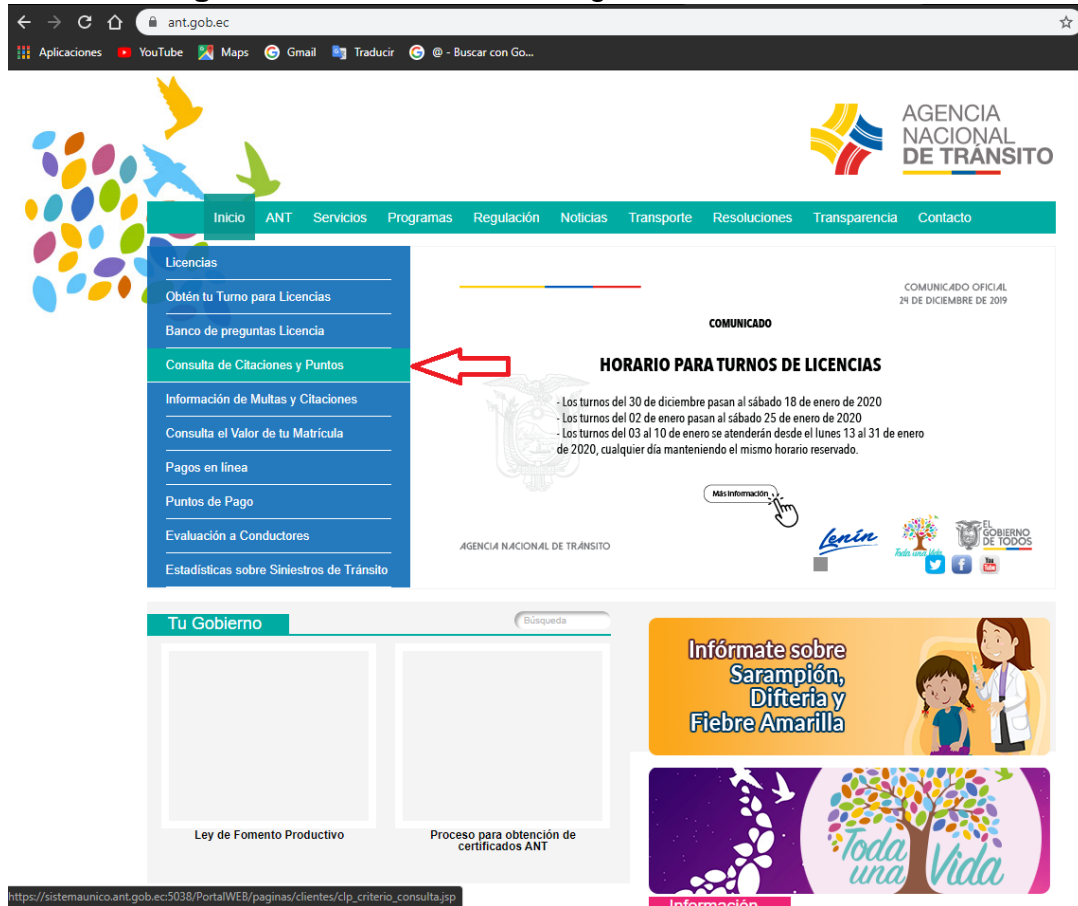 ant.gob.ec
Aplicaciones YouTube Maps Gmail Traducir @ - Buscar con Go...
AGENCIA
NACIONAL
DE TRÁNSITO
Inicio ANT Servicios Programas Regulación Noticias Transporte Resoluciones Transparencia Contacto
Licencias
Obtén tu Turno para Licencias
Banco de preguntas Licencia
Consulta de Citaciones y Puntos
Información de Multas y Citaciones
Consulta el Valor de tu Matrícula
Pagos en línea
Puntos de Pago
Evaluación a Conductores
Estadísticas sobre Siniestros de Tránsito
COMUNICADO OFICIAL
24 DE DICIEMBRE DE 2019
COMUNICADO
HORARIO PARA TURNOS DE LICENCIAS
- Los turnos del 30 de diciembre pasan al sábado 18 de enero de 2020
- Los turnos del 02 de enero pasan al sábado 25 de enero de 2020
- Los turnos del 03 al 10 de enero se atenderán desde el lunes 13 al 31 de enero
de 2020, cualquier día manteniendo el mismo horario reservado.
Más Información
AGENCIA NACIONAL DE TRÁNSITO
Lenín
Toda una Vida
EL
GOBIERNO
DE TODOS
You
Tube
Tu Gobierno
Búsqueda
Ley de Fomento Productivo
Proceso para obtención de
certificados ANT
Infórmate sobre
Sarampión,
Difteria y
Fiebre Amarilla
Toda
una Vida
Información
https://sistemaunico.ant.gob.ec:5038/PortalWEB/paginas/clientes/clp_criterio_consulta.jsp